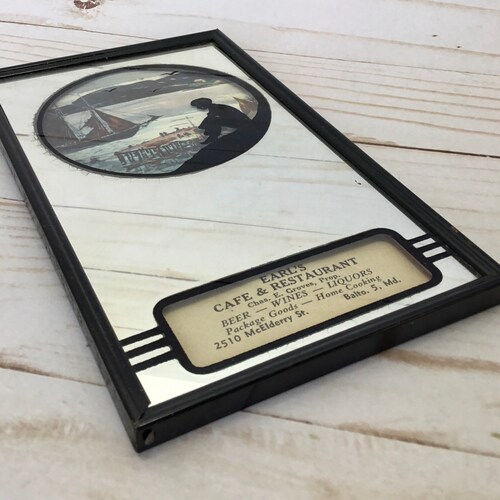 EARL'S
CAFE & RESTAURANT
Chas. E. Groves, Prop.
BEER — WINES — LIQUORS
Package Goods — Home Cooking
2510 McElderry St. Balto. 5, Md.